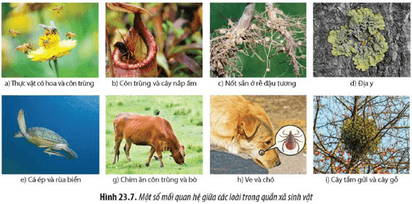 a) Thực vật có hoa và côn trùng
b) Côn trùng và cây nắp ấm
c) Nốt sần ở rễ đậu tương
d) Địa y
e) Cá ép và rùa biển
g) Chim ăn côn trùng và bò
h) Ve và chó
i) Cây tầm gửi và cây gỗ
Hình 23.7. Một số mối quan hệ giữa các loài trong quần xã sinh vật